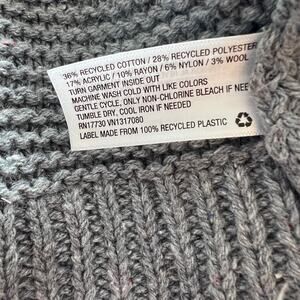 36% RECYCLED COTTON / 28% RECYCLED POLYESTER
17% ACRYLIC / 10% RAYON / 6% NYLON / 3% WOOL
TURN GARMENT INSIDE OUT
MACHINE WASH COLD WITH LIKE COLORS
GENTLE CYCLE, ONLY NON-CHLORINE BLEACH IF NEE
TUMBLE DRY, COOL IRON IF NEEDED
RN17730 VN1317080
LABEL MADE FROM 100% RECYCLED PLASTIC